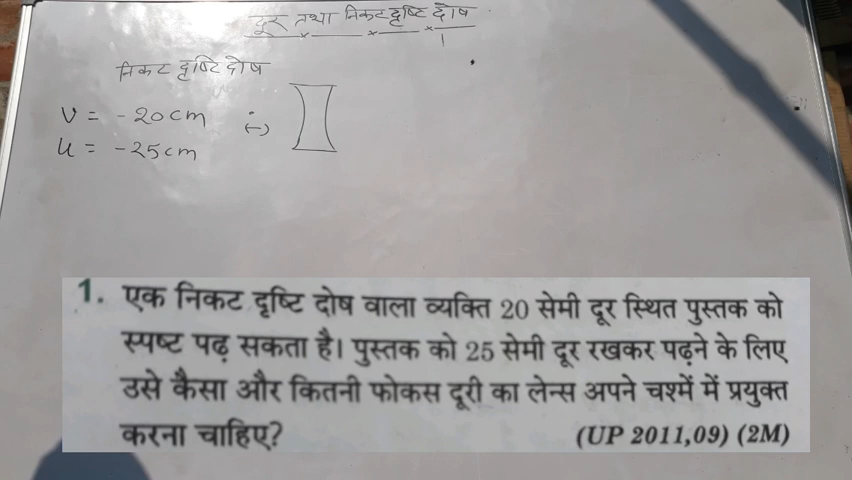 दूर तथा निकट दृष्टि दोष
निकट दृष्टि दोष
v = -20cm (-)
u = -25cm
1. एक निकट दृष्टि दोष वाला व्यक्ति 20 सेमी दूर स्थित पुस्तक को
स्पष्ट पढ़ सकता है। पुस्तक को 25 सेमी दूर रखकर पढ़ने के लिए
उसे कैसा और कितनी फोकस दूरी का लेन्स अपने चश्में में प्रयुक्त
करना चाहिए? (UP 2011,09) (2M)